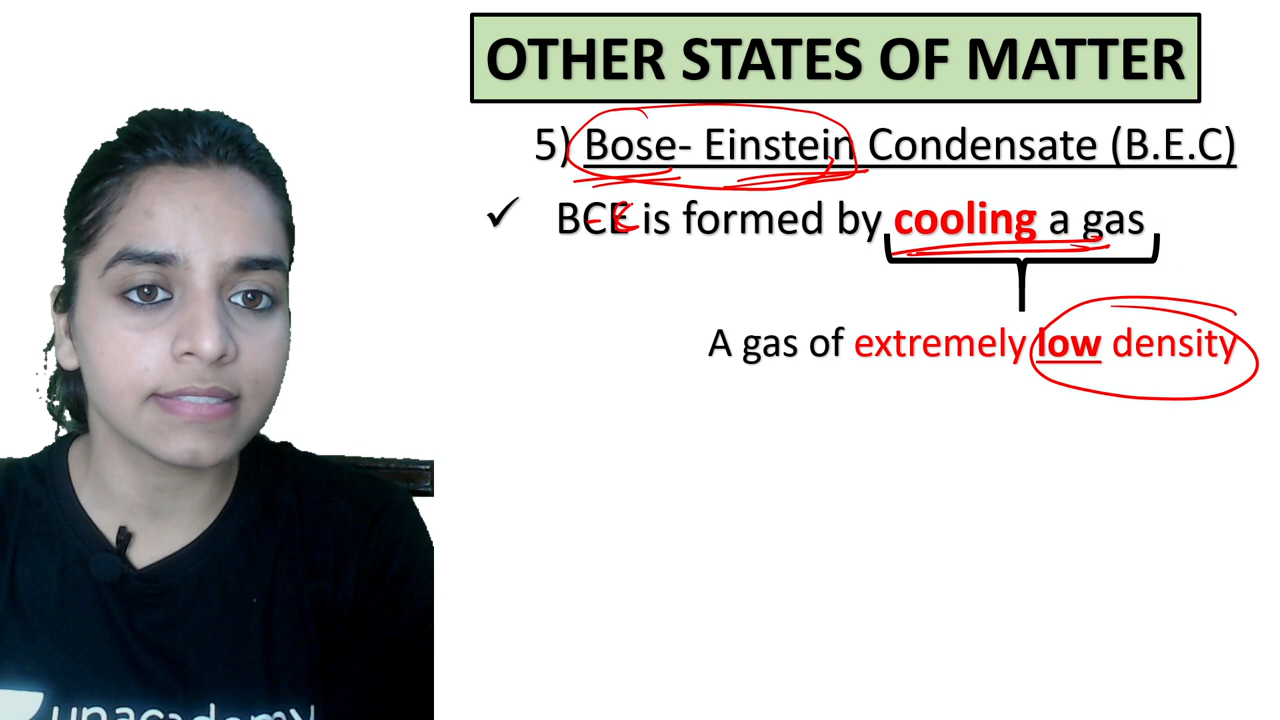 OTHER STATES OF MATTER
5) Bose- Einstein Condensate (B.E.C)
✓ BCE is formed by cooling a gas
A gas of extremely low density
unacademy